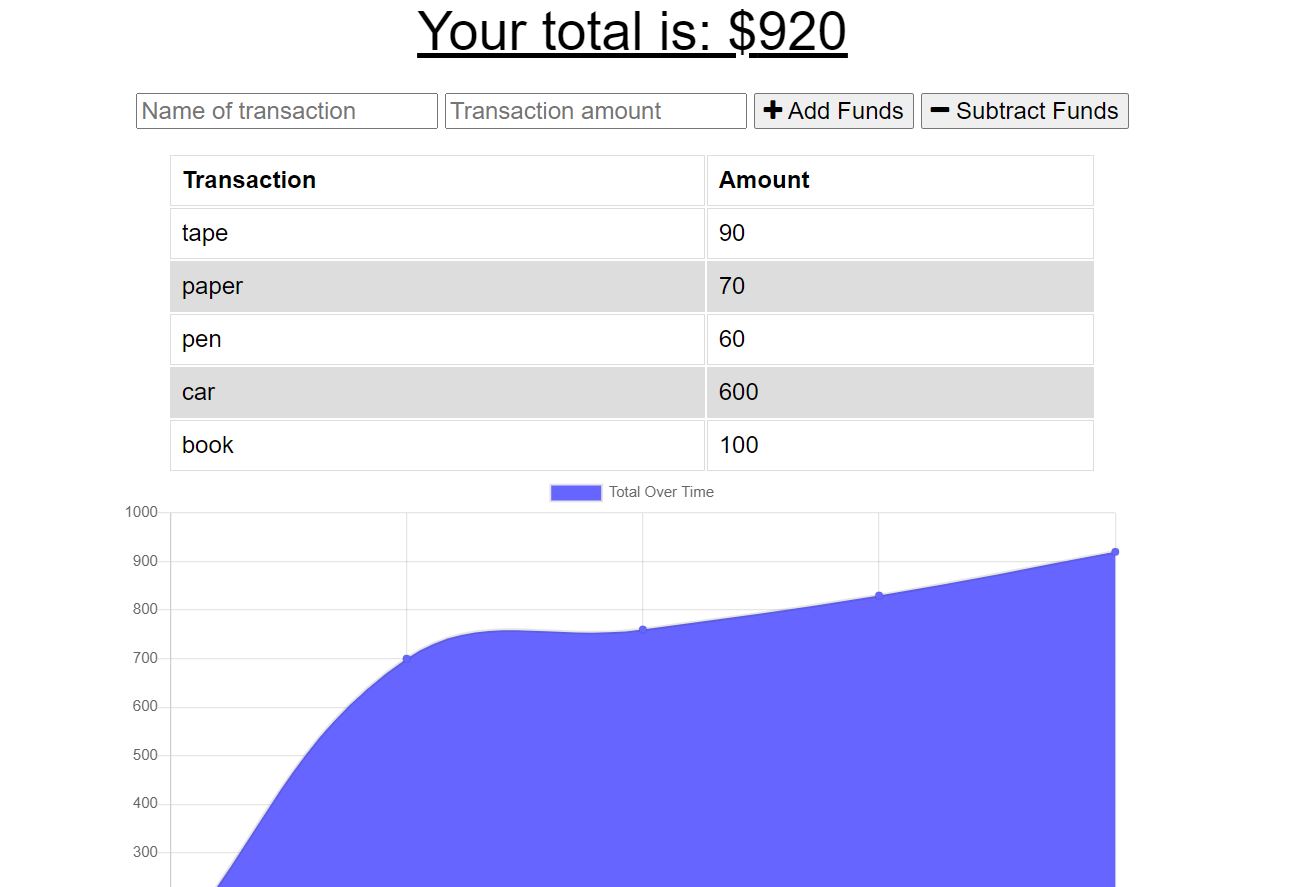 Your total is: $920
Name of transaction Transaction amount Add Funds Subtract Funds
Transaction Amount
tape 90
paper 70
pen 60
car 600
book 100
Total Over Time
1000
900
800
700
600
500
400
300